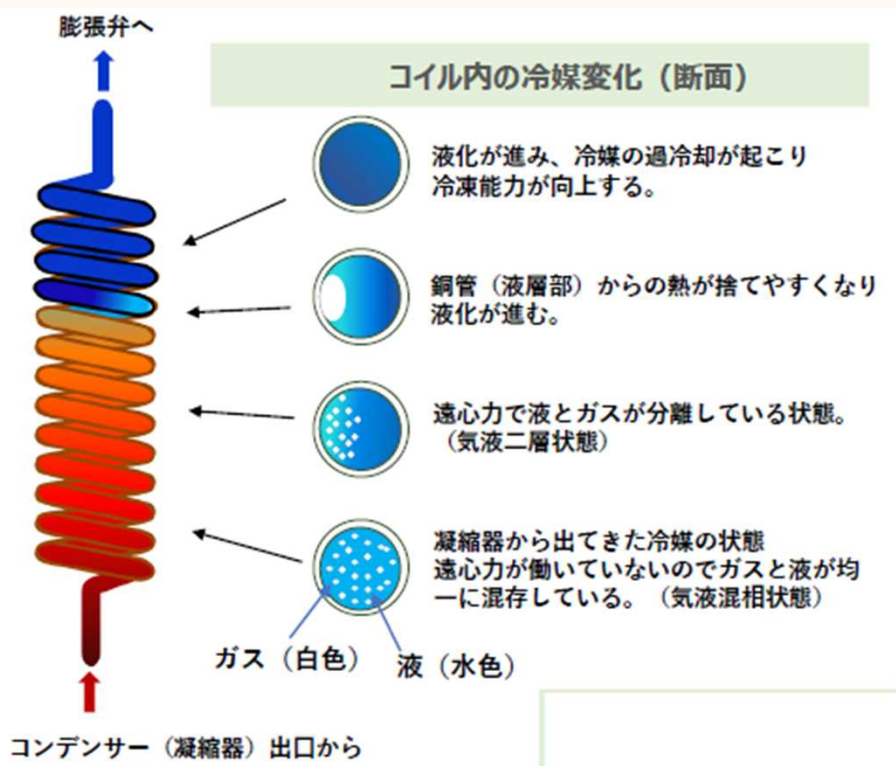 膨張弁へ
コイル内の冷媒変化（断面）
液化が進み、冷媒の過冷却が起こり
冷凍能力が向上する。
銅管（液層部）からの熱が捨てやすくなり
液化が進む。
遠心力で液とガスが分離している状態。
（気液二層状態）
凝縮器から出てきた冷媒の状態
遠心力が働いていないのでガスと液が均
一に混存している。（気液混相状態）
ガス（白色）
液（水色）
コンデンサー（凝縮器）出口から